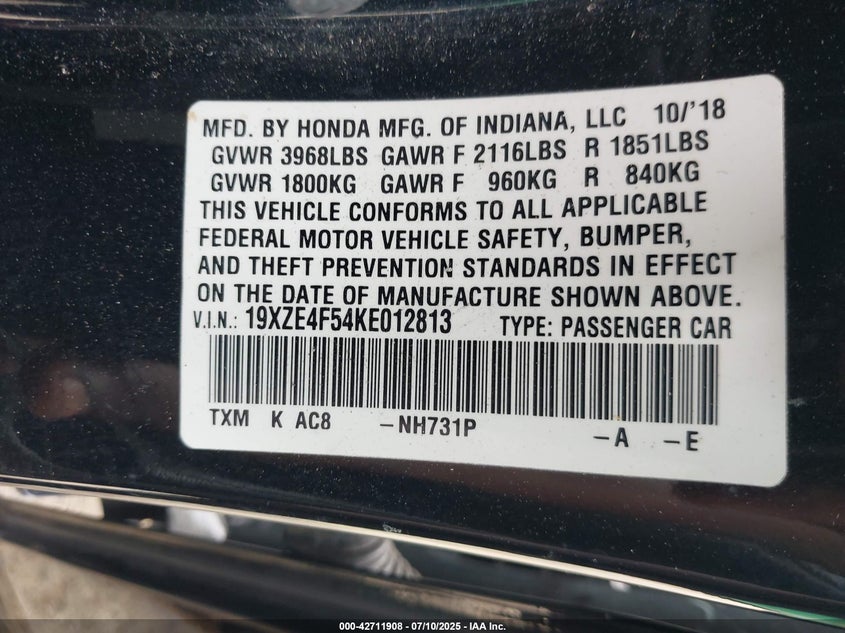 MFD. BY HONDA MFG. OF INDIANA, LLC 10/'18
GVWR 3968LBS GAWR F 2116LBS R 1851LBS
GVWR 1800KG GAWR F 960KG R 840KG
THIS VEHICLE CONFORMS TO ALL APPLICABLE
FEDERAL MOTOR VEHICLE SAFETY, BUMPER,
AND THEFT PREVENTION STANDARDS IN EFFECT
ON THE DATE OF MANUFACTURE SHOWN ABOVE.
V.I.N.: 19XZE4F54KE012813 TYPE: PASSENGER CAR
TXM K AC8 -NH731P -A -E
000-42711908 - 07/10/2025 - IAA Inc.